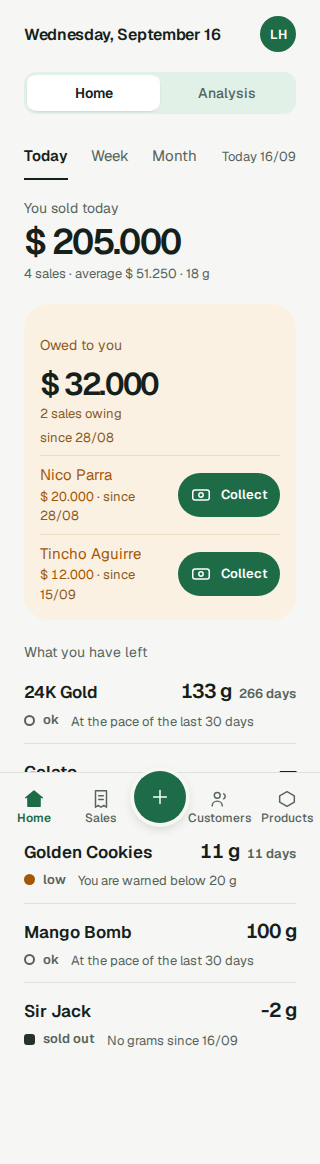 Wednesday, September 16
LH
Home
Analysis
Today
Week
Month
Today 16/09
You sold today
$ 205.000
4 sales · average $ 51.250 · 18 g
Owed to you
$ 32.000
2 sales owing
since 28/08
Nico Parra
$ 20.000 · since
28/08
Collect
Tincho Aguirre
$ 12.000 · since
15/09
Collect
What you have left
24K Gold
133 g 266 days
ok At the pace of the last 30 days
Gelato
Home
Sales
Customers
Products
Golden Cookies
11 g 11 days
low You are warned below 20 g
Mango Bomb
100 g
ok At the pace of the last 30 days
Sir Jack
-2 g
sold out No grams since 16/09